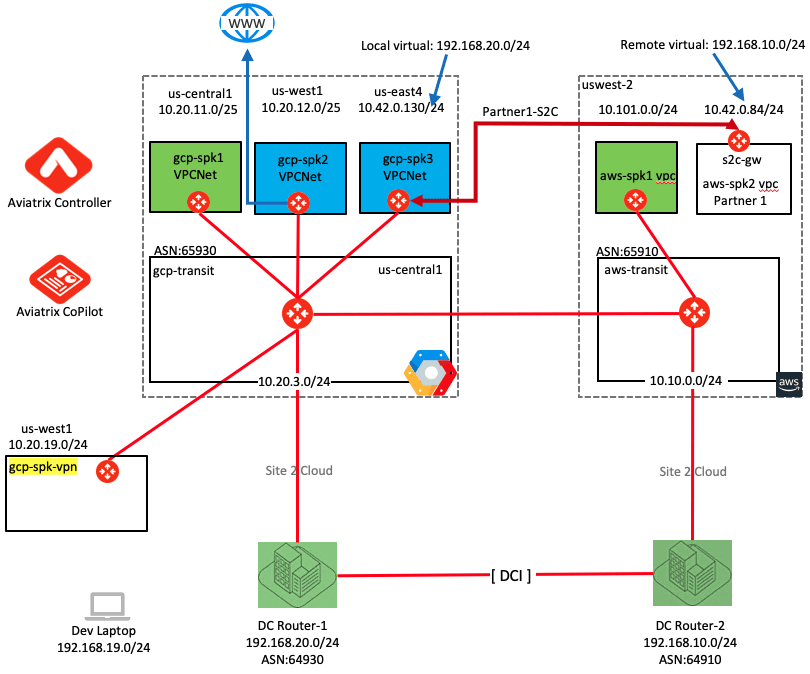 WWW
Local virtual: 192.168.20.0/24
Remote virtual: 192.168.10.0/24
us-central1
10.20.11.0/25
us-west1
10.20.12.0/25
us-east4
10.42.0.130/24
Partner1-S2C
uswest-2
10.101.0.0/24
10.42.0.84/24
gcp-spk1
VPCNet
gcp-spk2
VPCNet
gcp-spk3
VPCNet
aws-spk1 vpc
s2c-gw
aws-spk2 vpc
Partner 1
Aviatrix Controller
ASN:65930
gcp-transit
us-central1
ASN:65910
aws-transit
Aviatrix CoPilot
10.20.3.0/24
10.10.0.0/24
aws
us-west1
10.20.19.0/24
gcp-spk-vpn
Site 2 Cloud
Site 2 Cloud
[ DCI ]
Dev Laptop
192.168.19.0/24
DC Router-1
192.168.20.0/24
ASN:64930
DC Router-2
192.168.10.0/24
ASN:64910